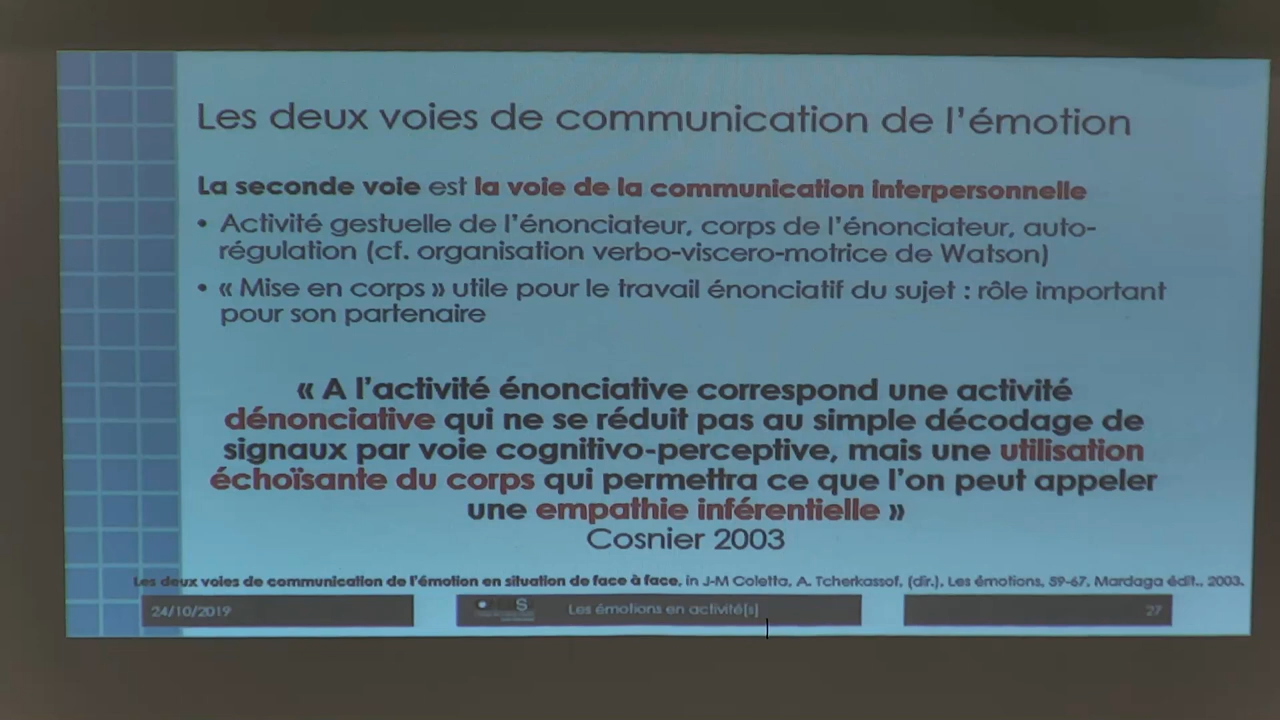 Les deux voies de communication de l'émotion
La seconde voie est la voie de la communication interpersonnelle
• Activité gestuelle de l'énonciateur, corps de l'énonciateur, auto-
régulation (cf. organisation verbo-viscero-motrice de Watson)
• « Mise en corps » utile pour le travail énonciatif du sujet : rôle important
pour son partenaire
« A l'activité énonciative correspond une activité
dénonciative qui ne se réduit pas au simple décodage de
signaux par voie cognitivo-perceptive, mais une utilisation
échoïsante du corps qui permettra ce que l'on peut appeler
une empathie inférentielle »
Cosnier 2003
Les deux voies de communication de l'émotion en situation de face à face, in J-M Coletta, A. Tcherkassof, (dir.), Les émotions, 59-67, Mardaga édit., 2003.
24/10/2019
S
Les émotions en activité(s)
27